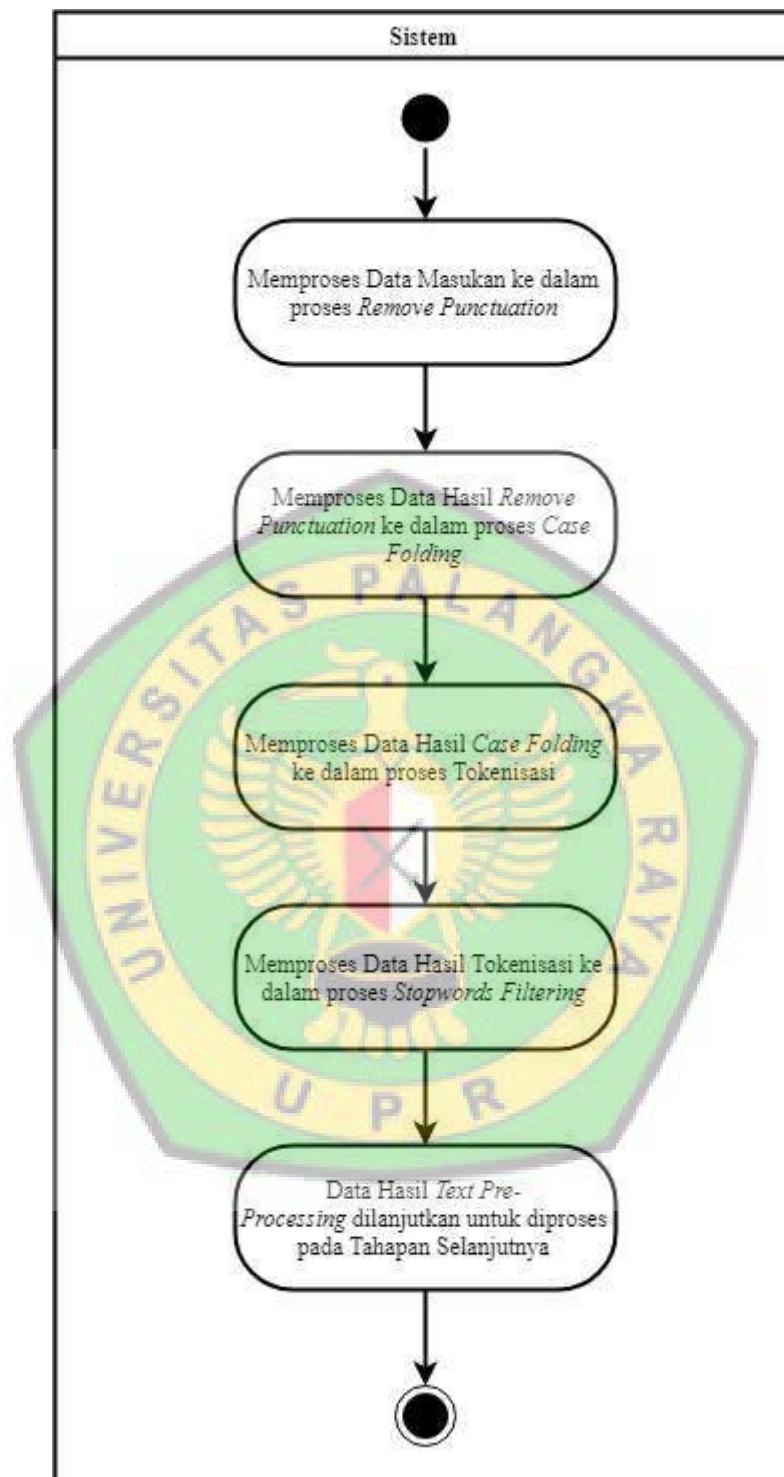 Sistem
Memproses Data Masukan ke dalam
proses Remove Punctuation
Memproses Data Hasil Remove
Punctuation ke dalam proses Case
Folding
Memproses Data Hasil Case Folding
ke dalam proses Tokenisasi
Memproses Data Hasil Tokenisasi ke
dalam proses Stopwords Filtering
Data Hasil Text Pre-
Processing dilanjutkan untuk diproses
pada Tahapan Selanjutnya
UNIVERSITAS PALANGKA RAYA
UPR